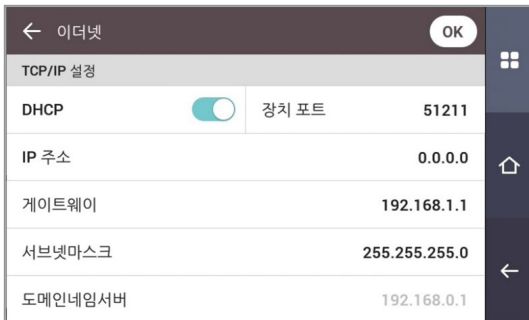 이더넷 OK
TCP/IP 설정
DHCP 장치 포트 51211
IP 주소 0.0.0.0
게이트웨이 192.168.1.1
서브넷마스크 255.255.255.0
도메인네임서버 192.168.0.1